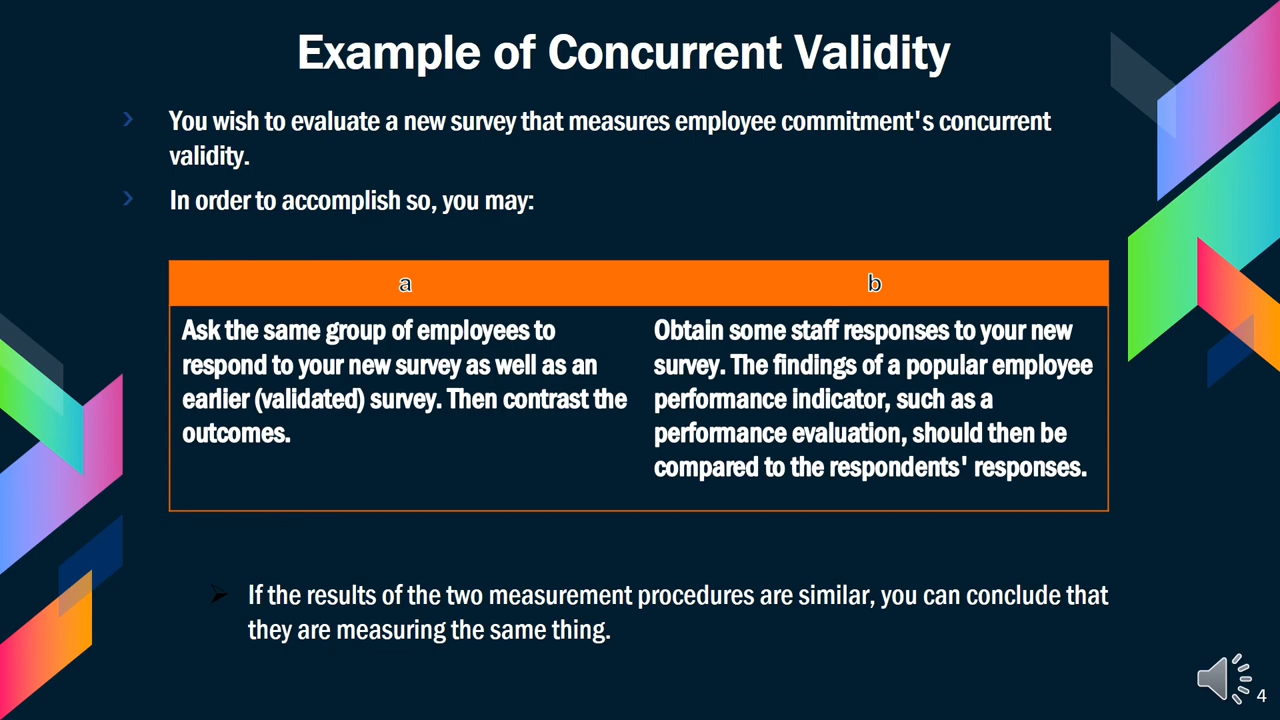 Example of Concurrent Validity
You wish to evaluate a new survey that measures employee commitment's concurrent
validity.
In order to accomplish so, you may:
a
b
Ask the same group of employees to
respond to your new survey as well as an
earlier (validated) survey. Then contrast the
outcomes.
Obtain some staff responses to your new
survey. The findings of a popular employee
performance indicator, such as a
performance evaluation, should then be
compared to the respondents' responses.
If the results of the two measurement procedures are similar, you can conclude that
they are measuring the same thing.
4